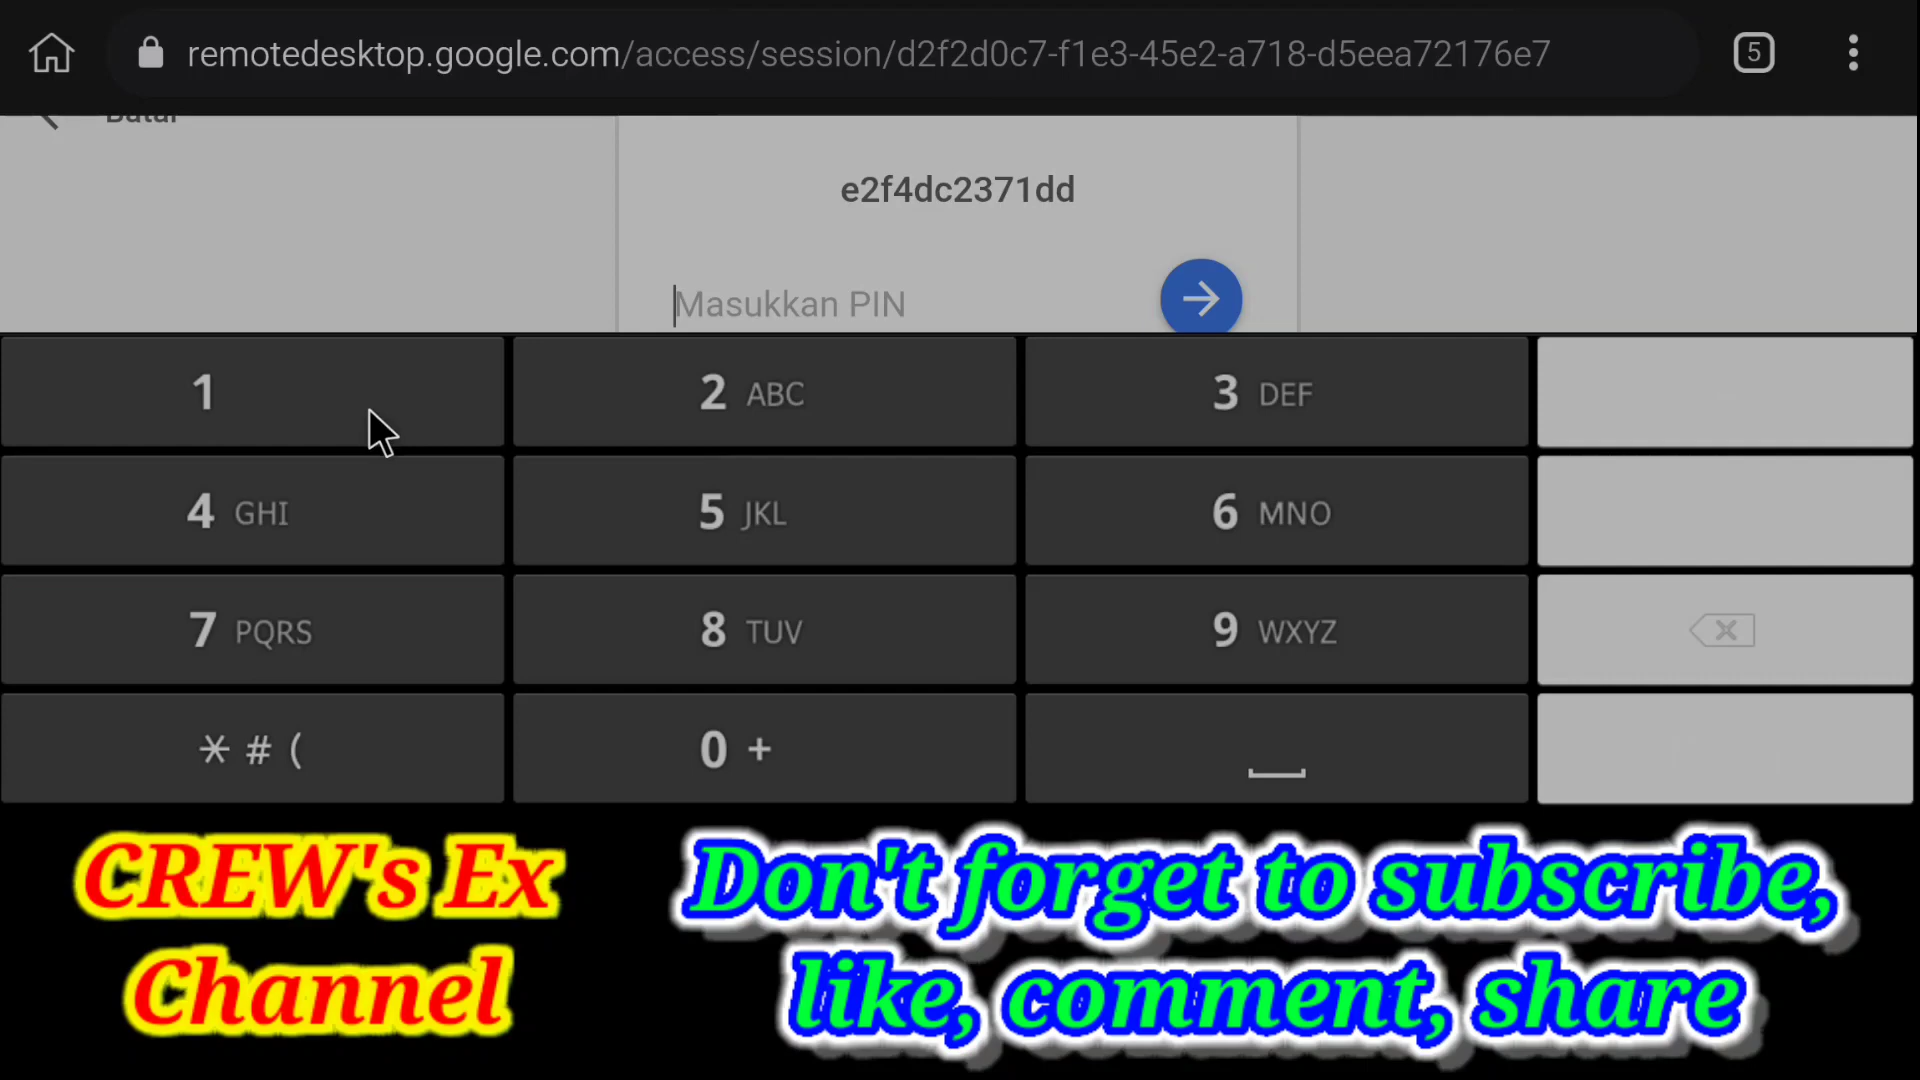 remotedesktop.google.com/access/session/d2f2d0c7-f1e3-45e2-a718-d5eea72176e7 5
Batal
e2f4dc2371dd
Masukkan PIN
1 2 ABC 3 DEF
4 GHI 5 JKL 6 MNO
7 PQRS 8 TUV 9 WXYZ
* # ( 0 +
CREW's Ex
Channel
Don't forget to subscribe,
like, comment, share